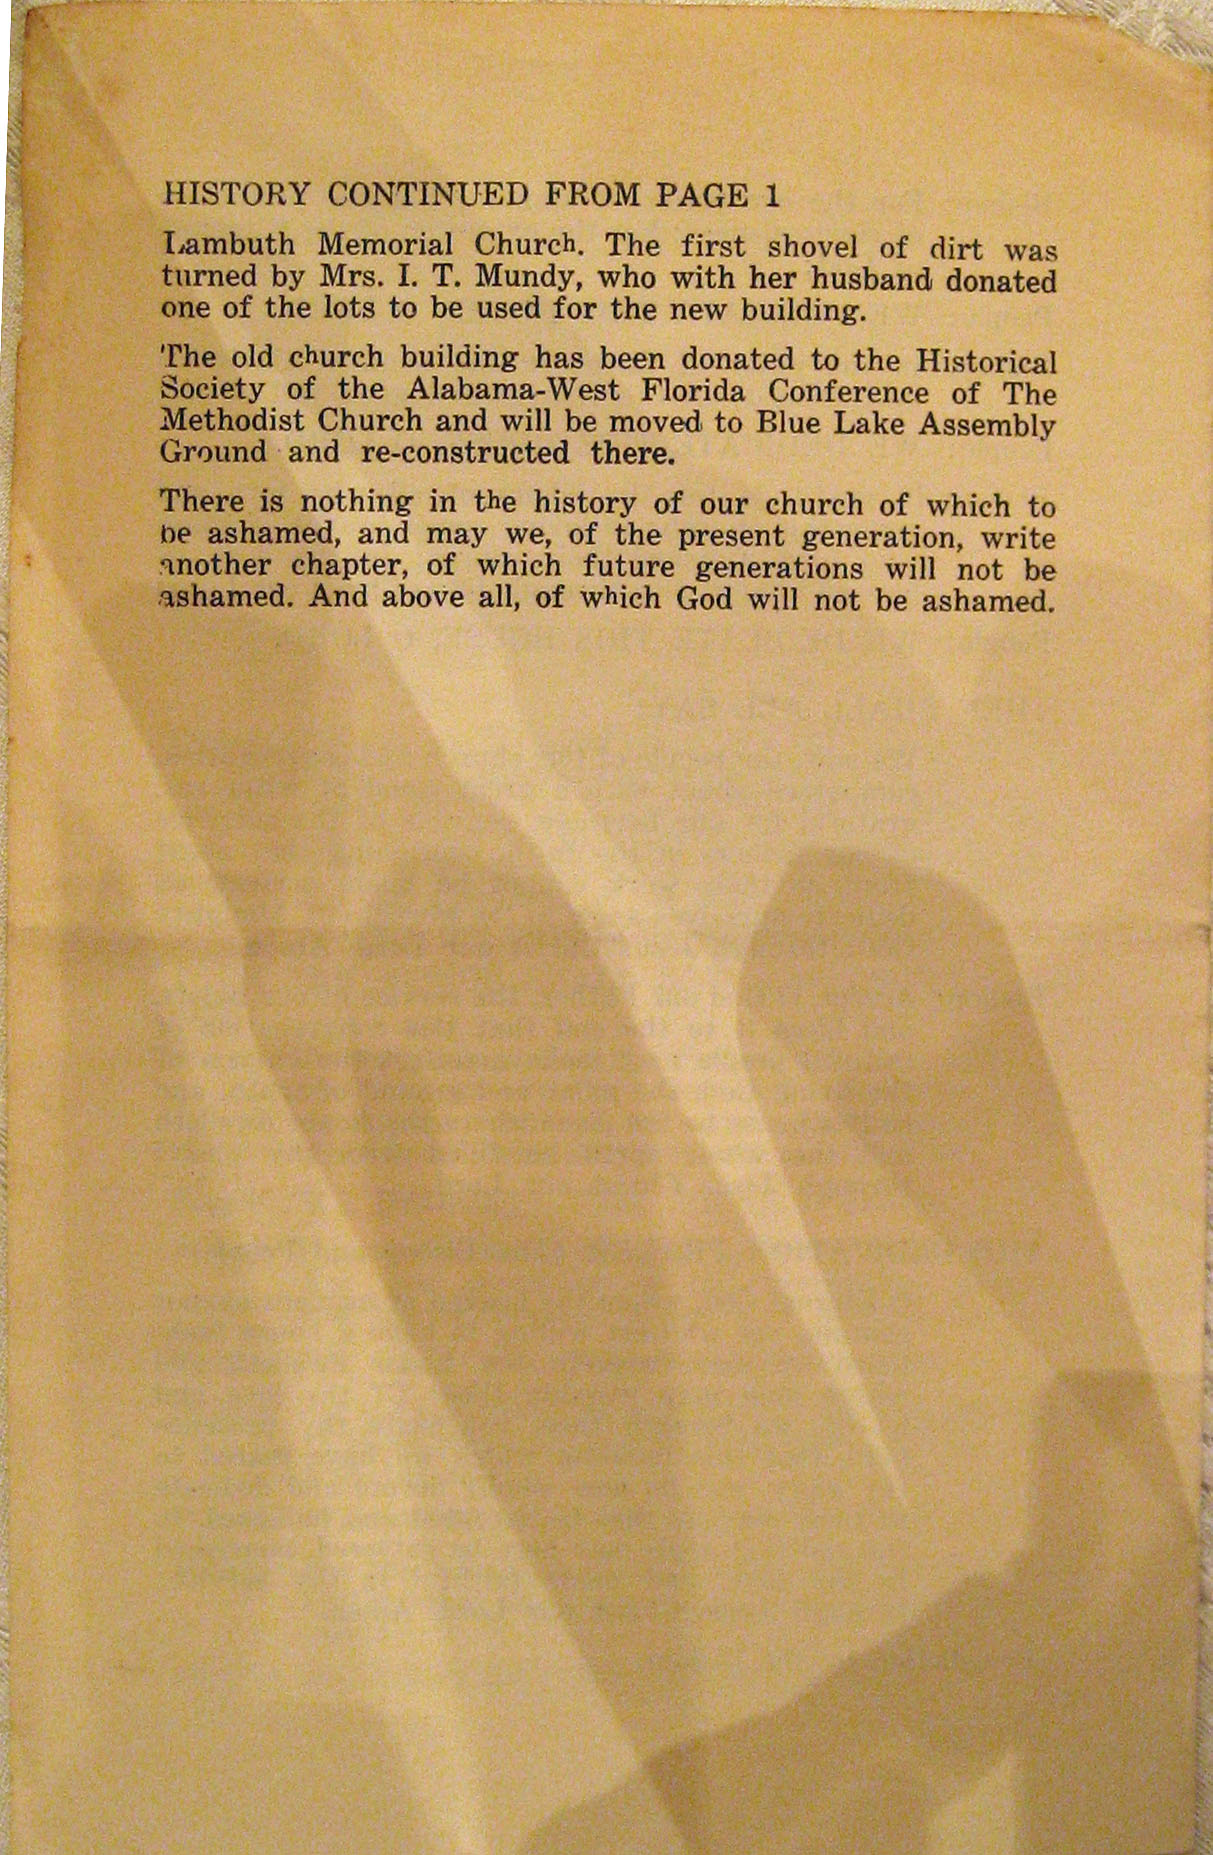 HISTORY CONTINUED FROM PAGE 1
Lambuth Memorial Church. The first shovel of dirt was
turned by Mrs. I. T. Mundy, who with her husband donated
one of the lots to be used for the new building.
The old church building has been donated to the Historical
Society of the Alabama-West Florida Conference of The
Methodist Church and will be moved to Blue Lake Assembly
Ground and re-constructed there.
There is nothing in the history of our church of which to
be ashamed, and may we, of the present generation, write
another chapter, of which future generations will not be
ashamed. And above all, of which God will not be ashamed.